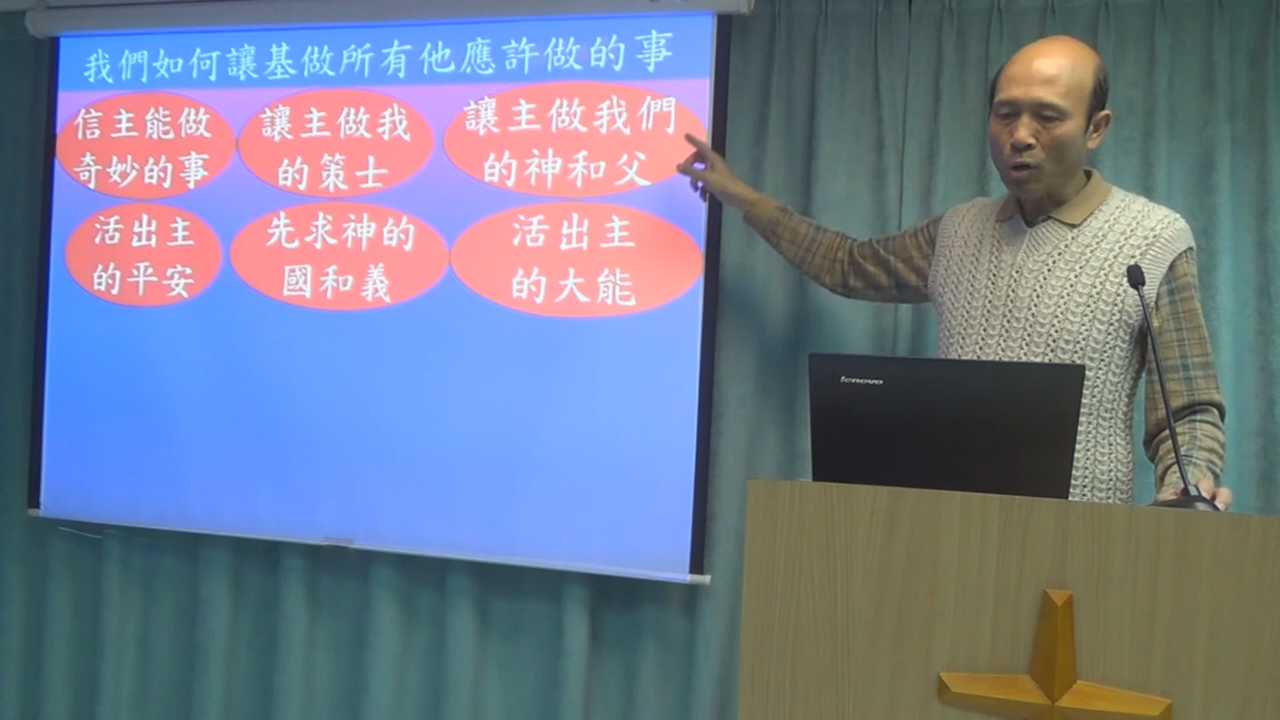 我們如何讓基做所有他應許做的事
信主能做
奇妙的事
讓主做我
的策士
讓主做我們
的神和父
活出主
的平安
先求神的
國和義
活出主
的大能
lenovo